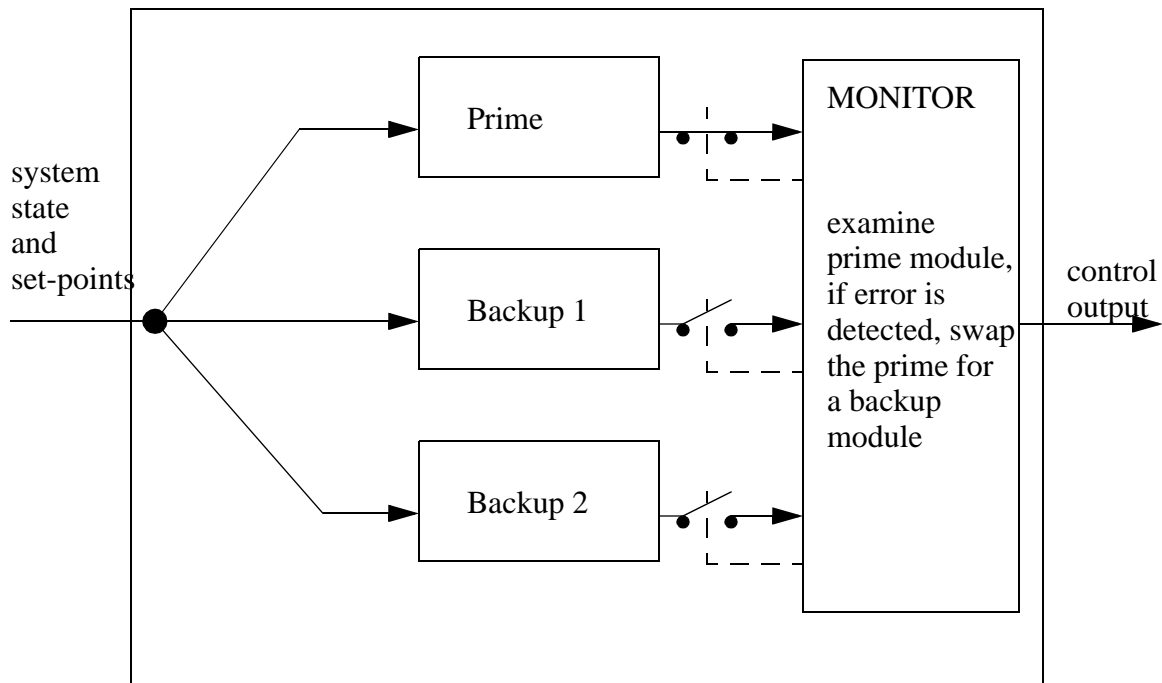 system
state
and
set-points
Prime
Backup 1
Backup 2
MONITOR
examine
prime module,
if error is
detected, swap
the prime for
a backup
module
control
output